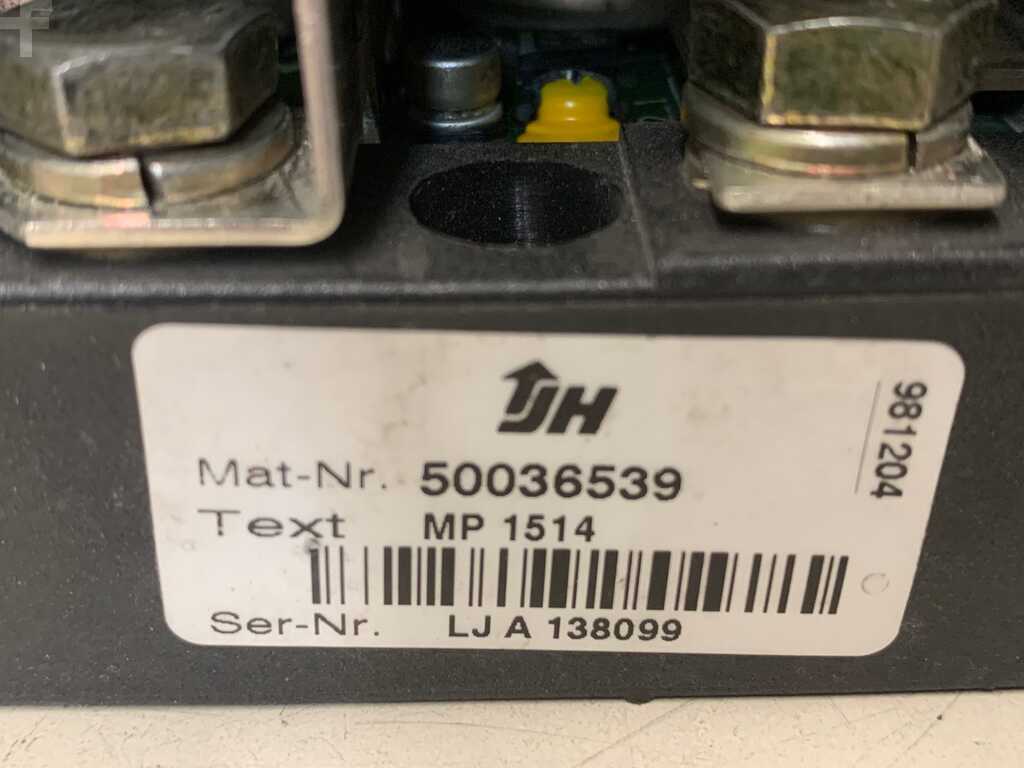 JH
Mat-Nr. 50036539
Text MP 1514
Ser-Nr. LJ A 138099
981204